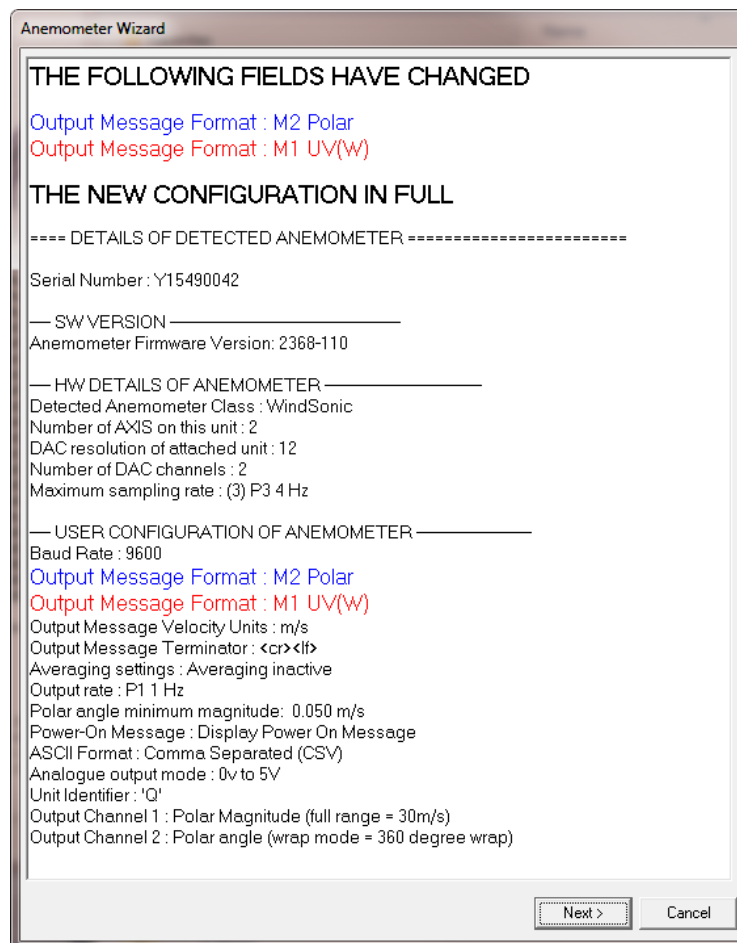 Anemometer Wizard
THE FOLLOWING FIELDS HAVE CHANGED
Output Message Format : M2 Polar
Output Message Format : M1 UV(W)
THE NEW CONFIGURATION IN FULL
==== DETAILS OF DETECTED ANEMOMETER ========================
Serial Number : Y15490042
— SW VERSION —
Anemometer Firmware Version: 2368-110
— HW DETAILS OF ANEMOMETER —
Detected Anemometer Class : WindSonic
Number of AXIS on this unit : 2
DAC resolution of attached unit : 12
Number of DAC channels : 2
Maximum sampling rate : (3) P3 4 Hz
— USER CONFIGURATION OF ANEMOMETER —
Baud Rate : 9600
Output Message Format : M2 Polar
Output Message Format : M1 UV(W)
Output Message Velocity Units : m/s
Output Message Terminator : <cr><lf>
Averaging settings : Averaging inactive
Output rate : P1 1 Hz
Polar angle minimum magnitude: 0.050 m/s
Power-On Message : Display Power On Message
ASCII Format : Comma Separated (CSV)
Analogue output mode : 0v to 5V
Unit Identifier : 'Q'
Output Channel 1 : Polar Magnitude (full range = 30m/s)
Output Channel 2 : Polar angle (wrap mode = 360 degree wrap)
Next >
Cancel